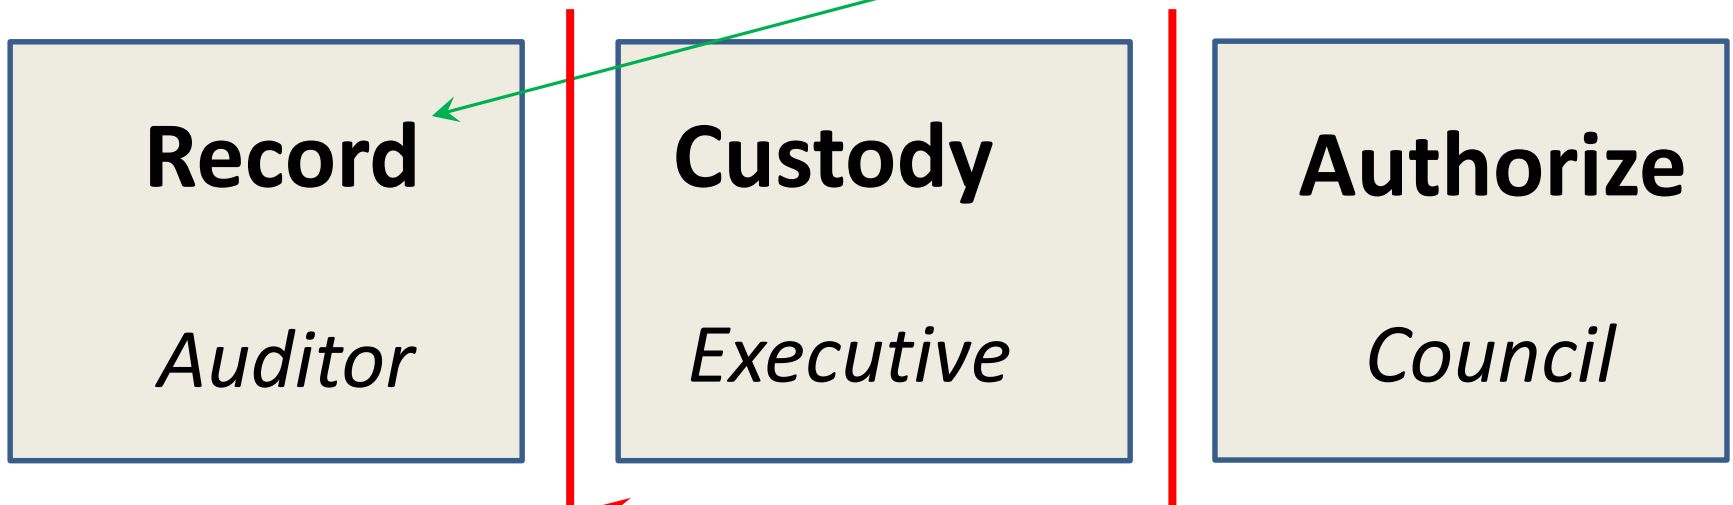 Record
Auditor
Custody
Executive
Authorize
Council